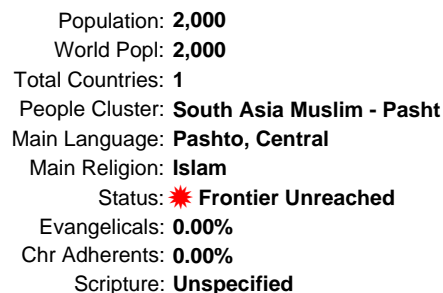 Population: 2,000
World Popl: 2,000
Total Countries: 1
People Cluster: South Asia Muslim - Pasht
Main Language: Pashto, Central
Main Religion: Islam
Status: Frontier Unreached
Evangelicals: 0.00%
Chr Adherents: 0.00%
Scripture: Unspecified